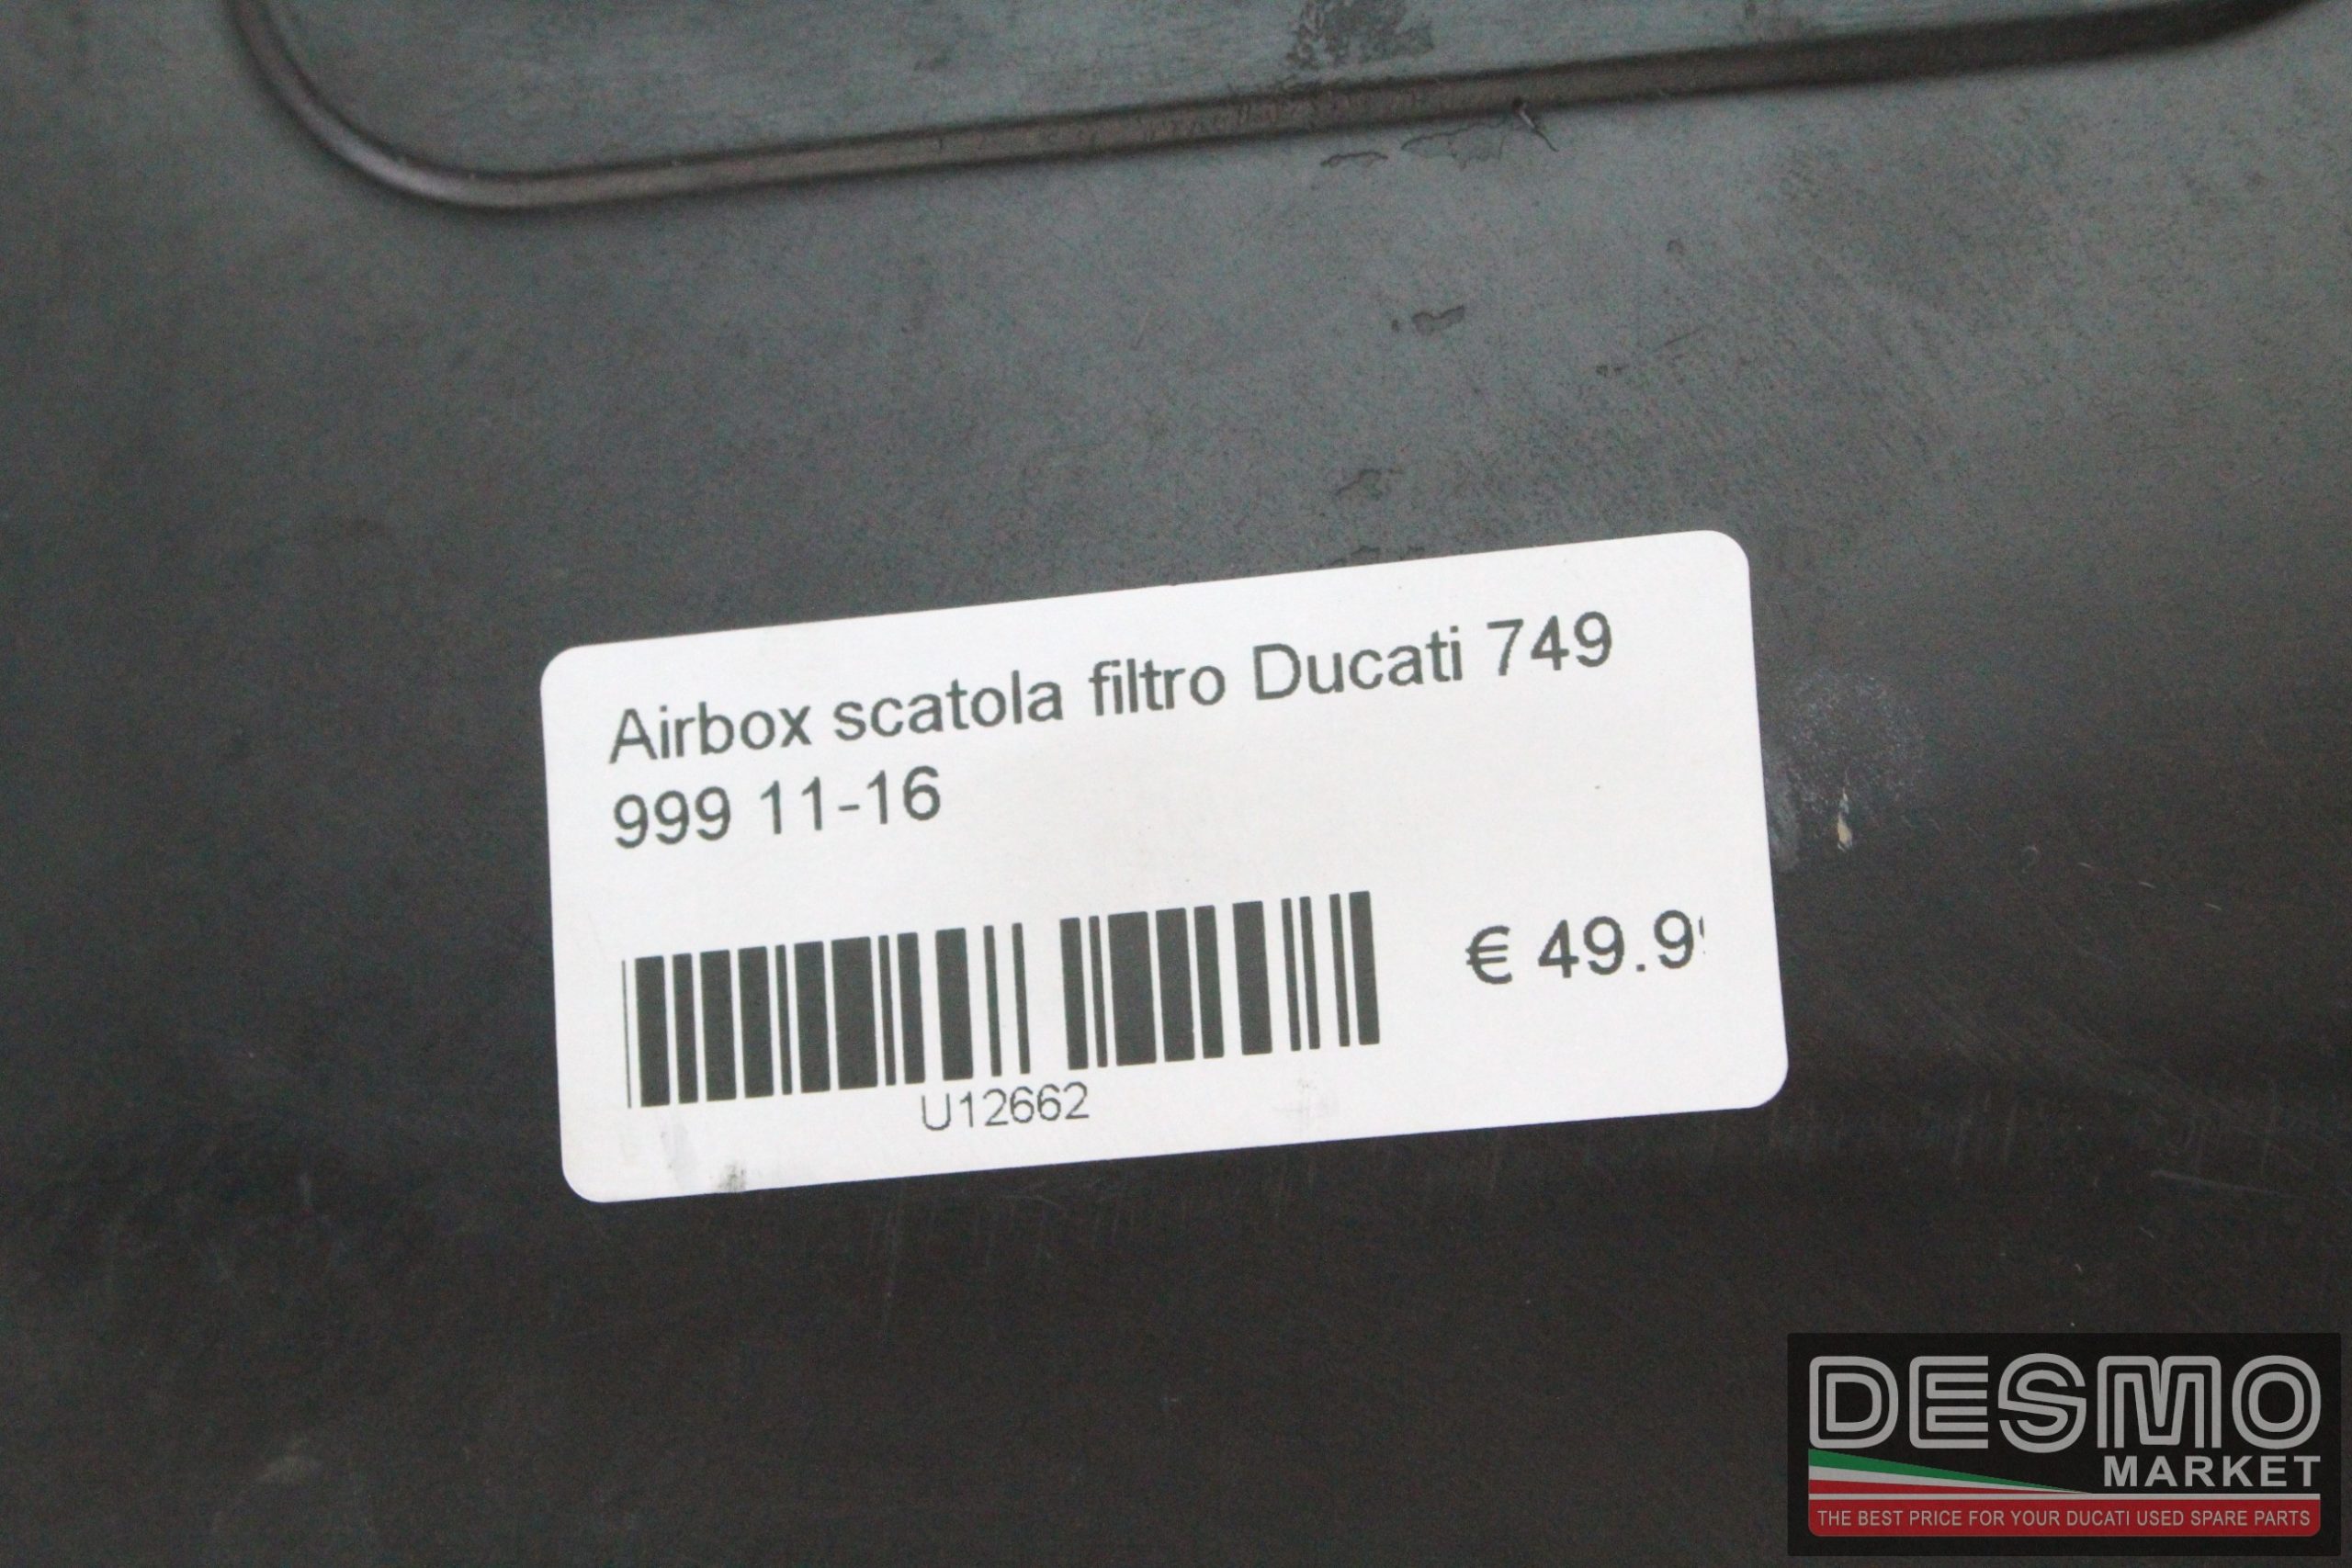 Airbox scatola filtro Ducati 749
999 11-16
€ 49.9
U12662
DESMO
MARKET
THE BEST PRICE FOR YOUR DUCATI USED SPARE PARTS